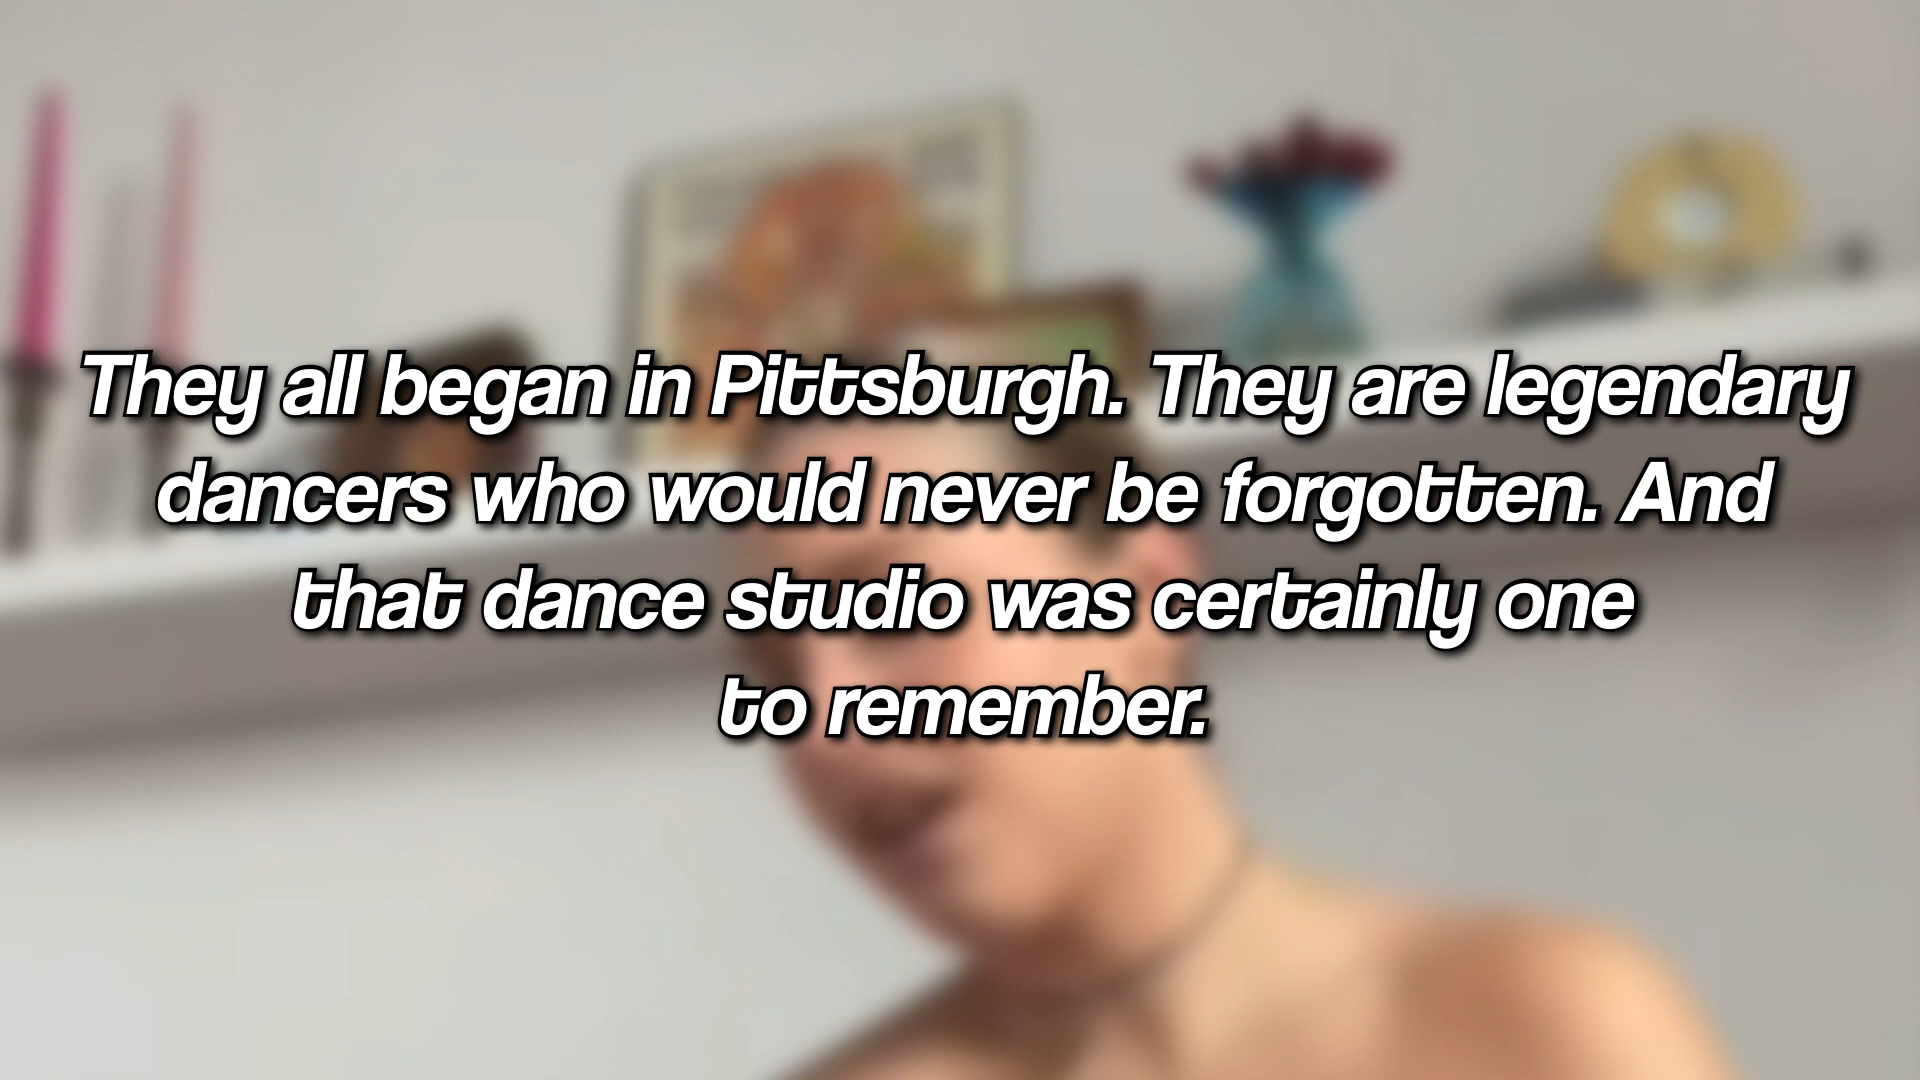 They all began in Pittsburgh. They are legendary
dancers who would never be forgotten. And
that dance studio was certainly one
to remember.